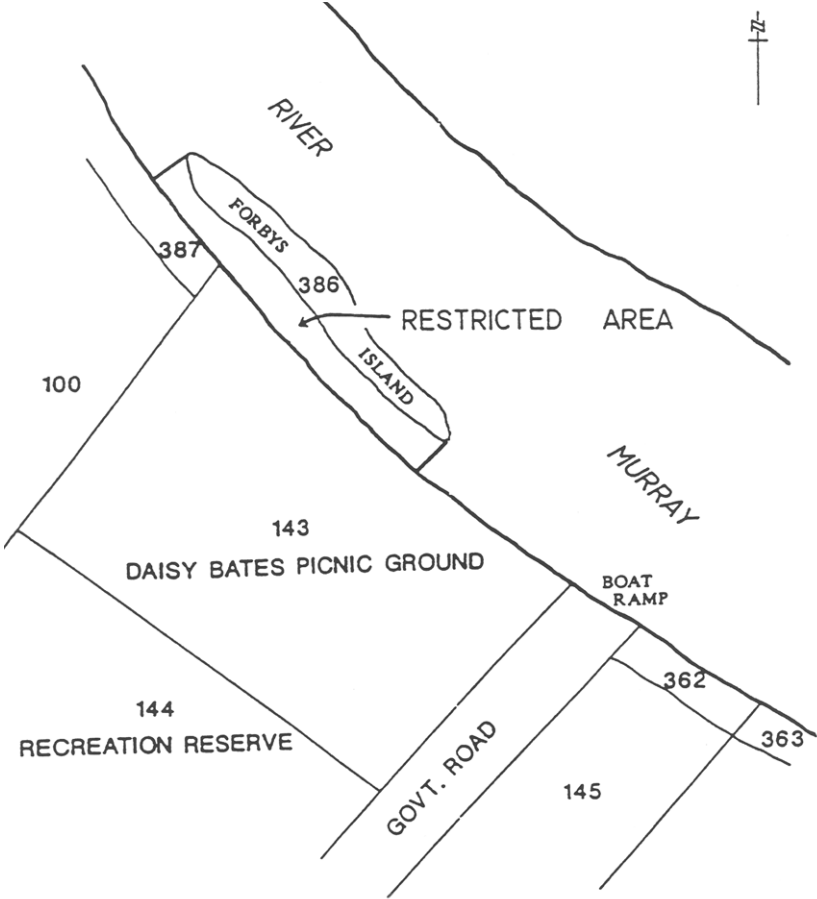 N
RIVER
FORBYS
387
386
RESTRICTED AREA
ISLAND
100
MURRAY
143
DAISY BATES PICNIC GROUND
BOAT
RAMP
362
144
RECREATION RESERVE
363
GOVT. ROAD
145